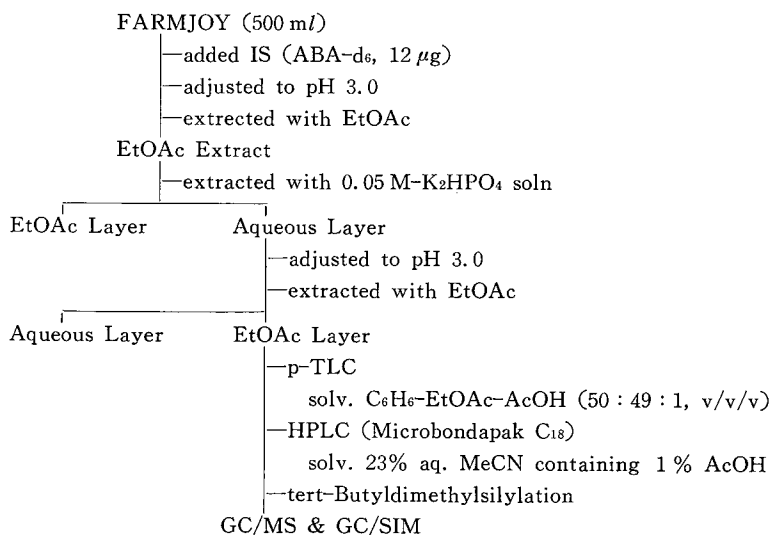 FARMJOY (500 ml)
added IS (ABA-d₆, 12 μg)
adjusted to pH 3.0
extrected with EtOAc
EtOAc Extract
extracted with 0.05 M-K₂HPO₄ soln
EtOAc Layer Aqueous Layer
adjusted to pH 3.0
extracted with EtOAc
Aqueous Layer EtOAc Layer
p-TLC
solv. C₆H₆-EtOAc-AcOH (50 : 49 : 1, v/v/v)
HPLC (Microbondapak C₁₈)
solv. 23% aq. MeCN containing 1 % AcOH
tert-Butyldimethylsilylation
GC/MS & GC/SIM